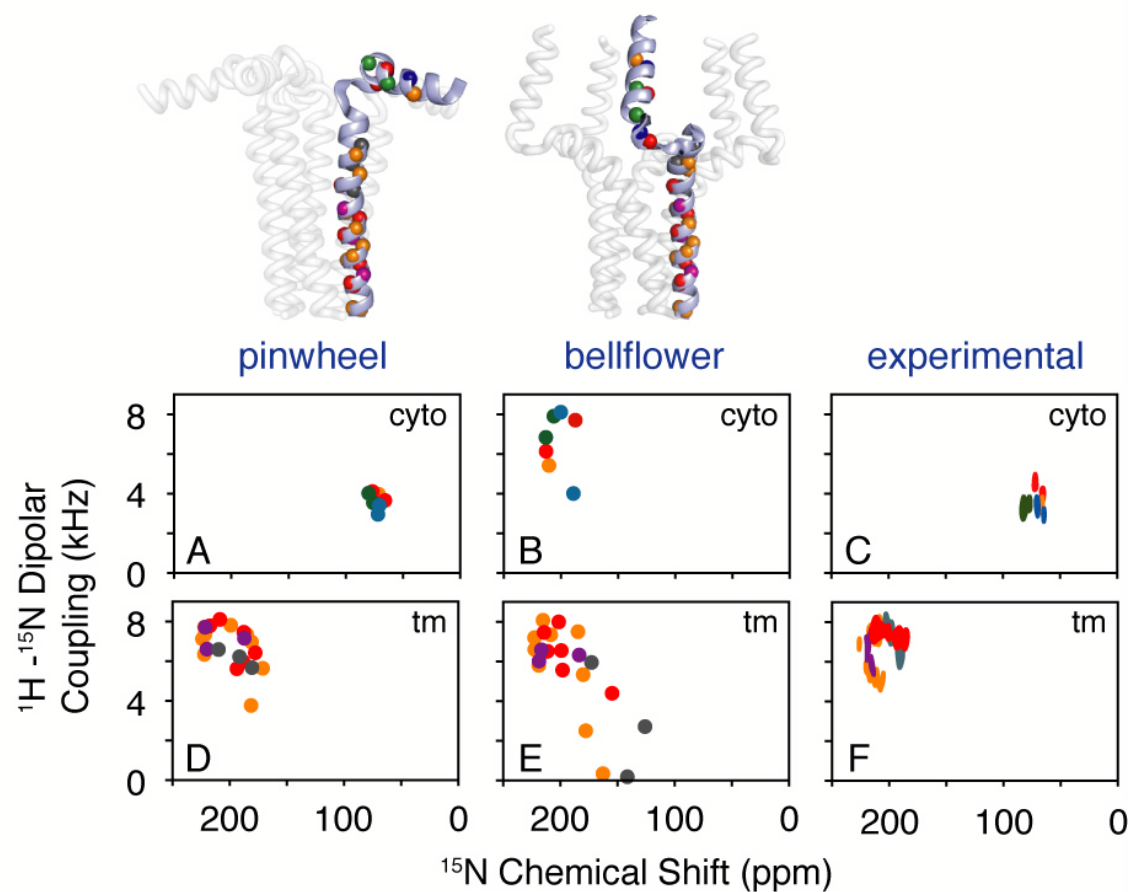 pinwheel
bellflower
experimental
¹H -¹⁵N Dipolar
Coupling (kHz)
8
4
0
cyto
A
cyto
B
cyto
C
8
4
0
tm
D
tm
E
tm
F
200 100 0
200 100 0
200 100 0
¹⁵N Chemical Shift (ppm)